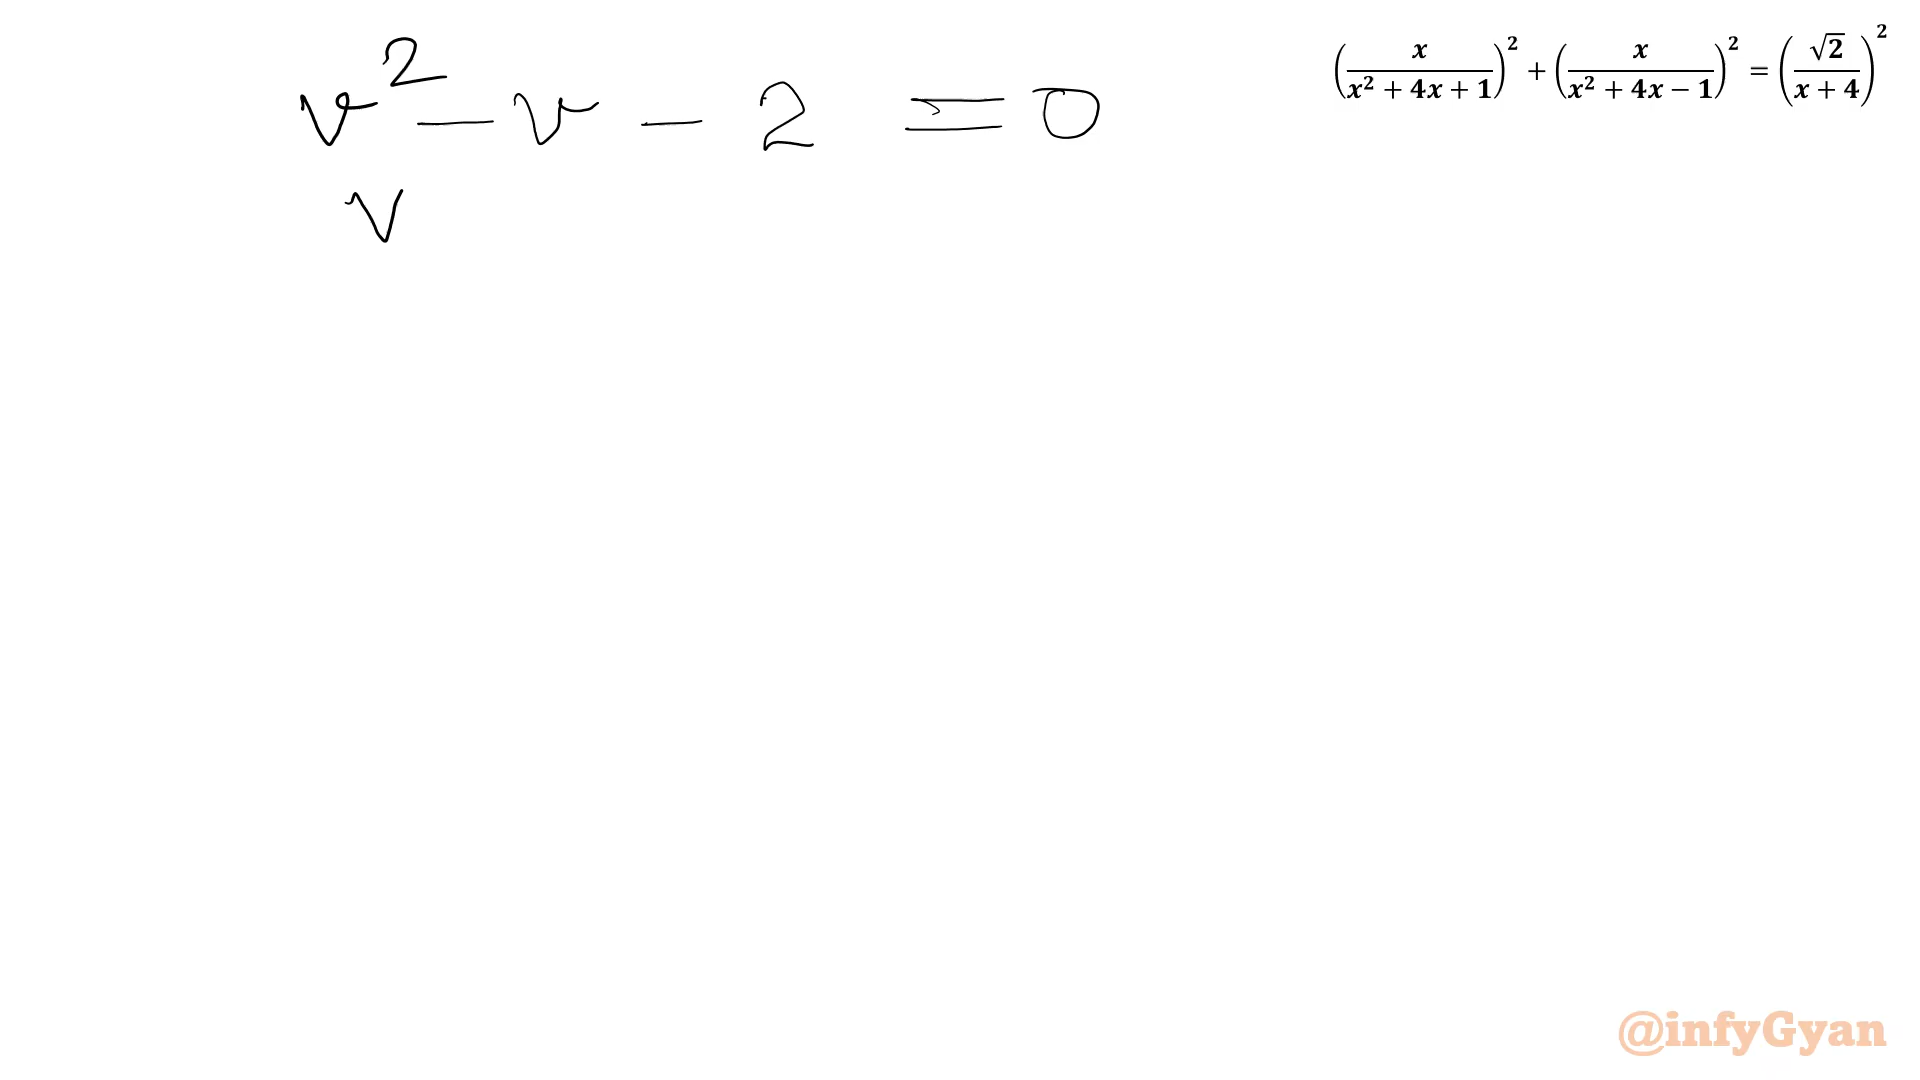 v² − v − 2 = 0
v
(x/(x² + 4x + 1))² + (x/(x² + 4x − 1))² = (√2/(x + 4))²
@infyGyan